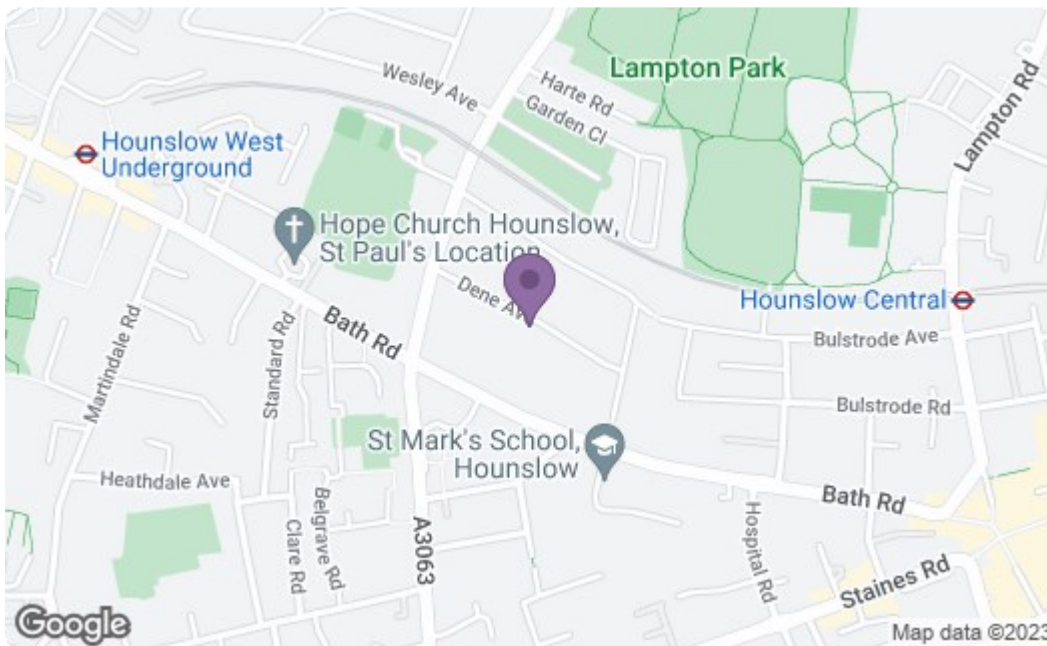 Lampton Park
Wesley Ave
Harte Rd
Garden Cl
Lampton Rd
Hounslow West
Underground
Hope Church Hounslow,
St Paul's Location
Dene Av
Hounslow Central
Bath Rd
Bulstrode Ave
Martindale Rd
Standard Rd
Bulstrode Rd
St Mark's School,
Hounslow
Heathdale Ave
Belgrave Rd
Clare Rd
A3063
Bath Rd
Hospital Rd
Staines Rd
Google
Map data ©2023